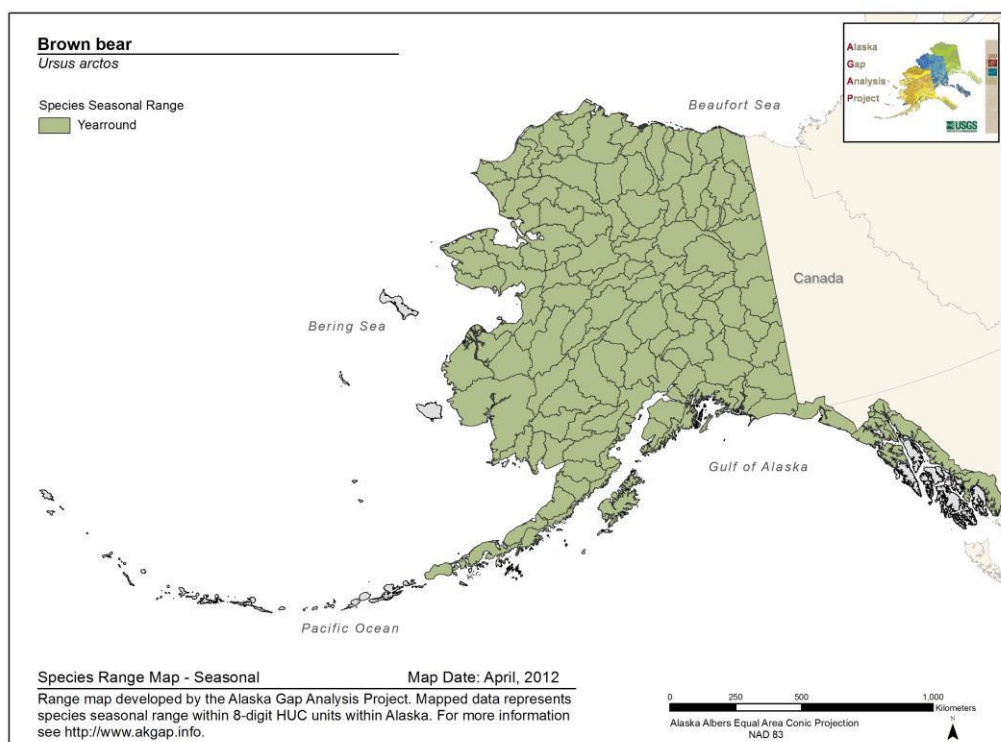 Brown bear
Ursus arctos
Species Seasonal Range
Yearround
Beaufort Sea
Alaska
Gap
Analysis
Project
USGS
Canada
Bering Sea
Gulf of Alaska
Pacific Ocean
Species Range Map - Seasonal Map Date: April, 2012
Range map developed by the Alaska Gap Analysis Project. Mapped data represents
species seasonal range within 8-digit HUC units within Alaska. For more information
see http://www.akgap.info.
0 250 500 1,000
Kilometers
Alaska Albers Equal Area Conic Projection
NAD 83
N